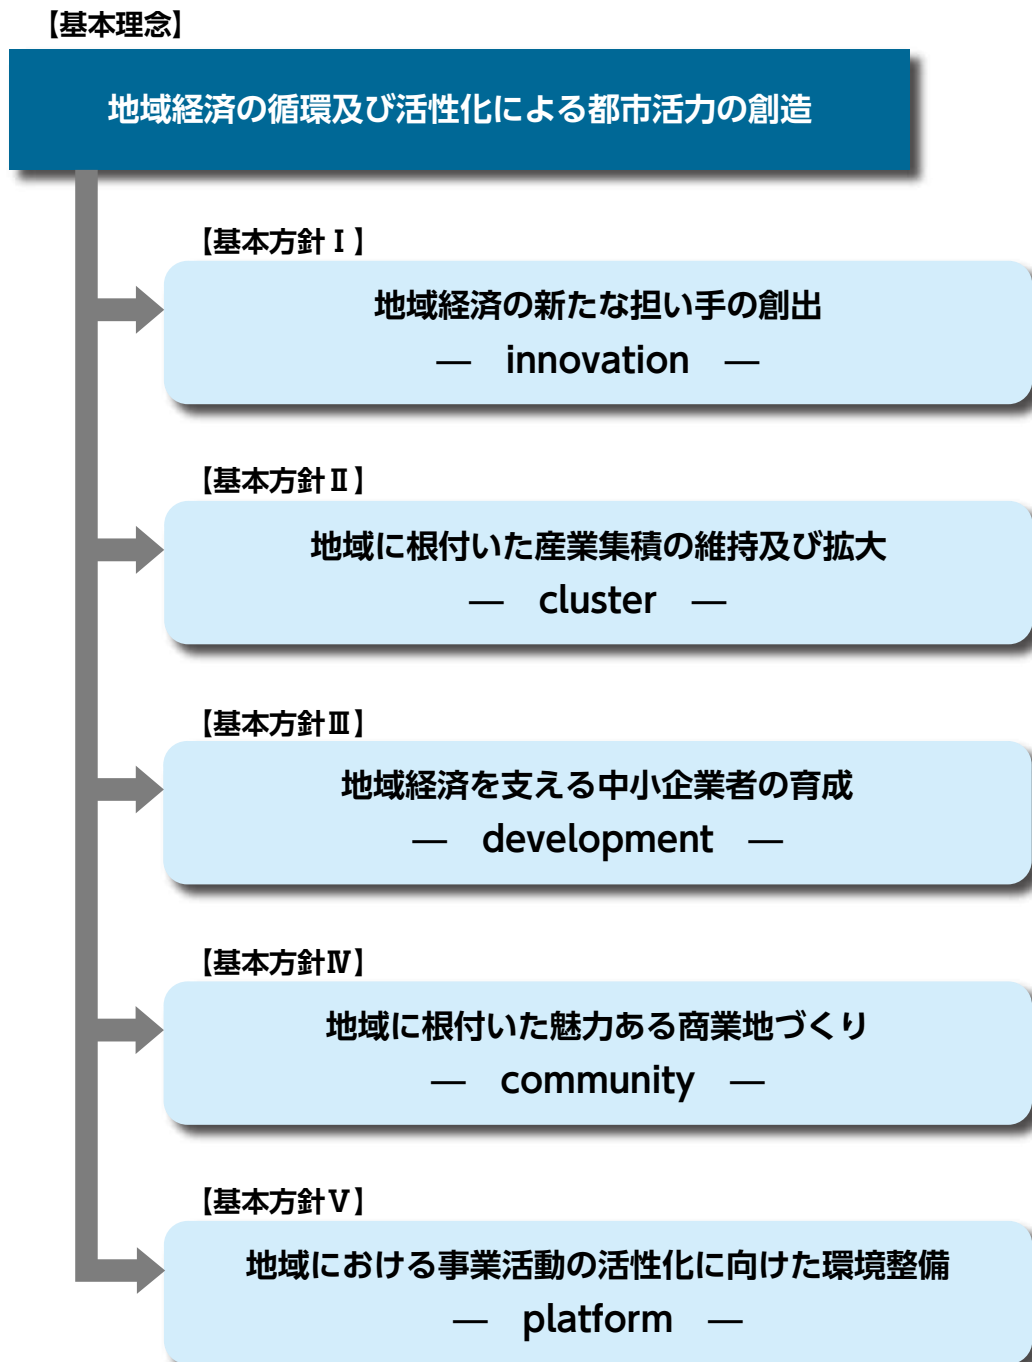 【基本理念】
地域経済の循環及び活性化による都市活力の創造
【基本方針Ⅰ】
地域経済の新たな担い手の創出
― innovation ―
【基本方針Ⅱ】
地域に根付いた産業集積の維持及び拡大
― cluster ―
【基本方針Ⅲ】
地域経済を支える中小企業者の育成
― development ―
【基本方針Ⅳ】
地域に根付いた魅力ある商業地づくり
― community ―
【基本方針Ⅴ】
地域における事業活動の活性化に向けた環境整備
― platform ―